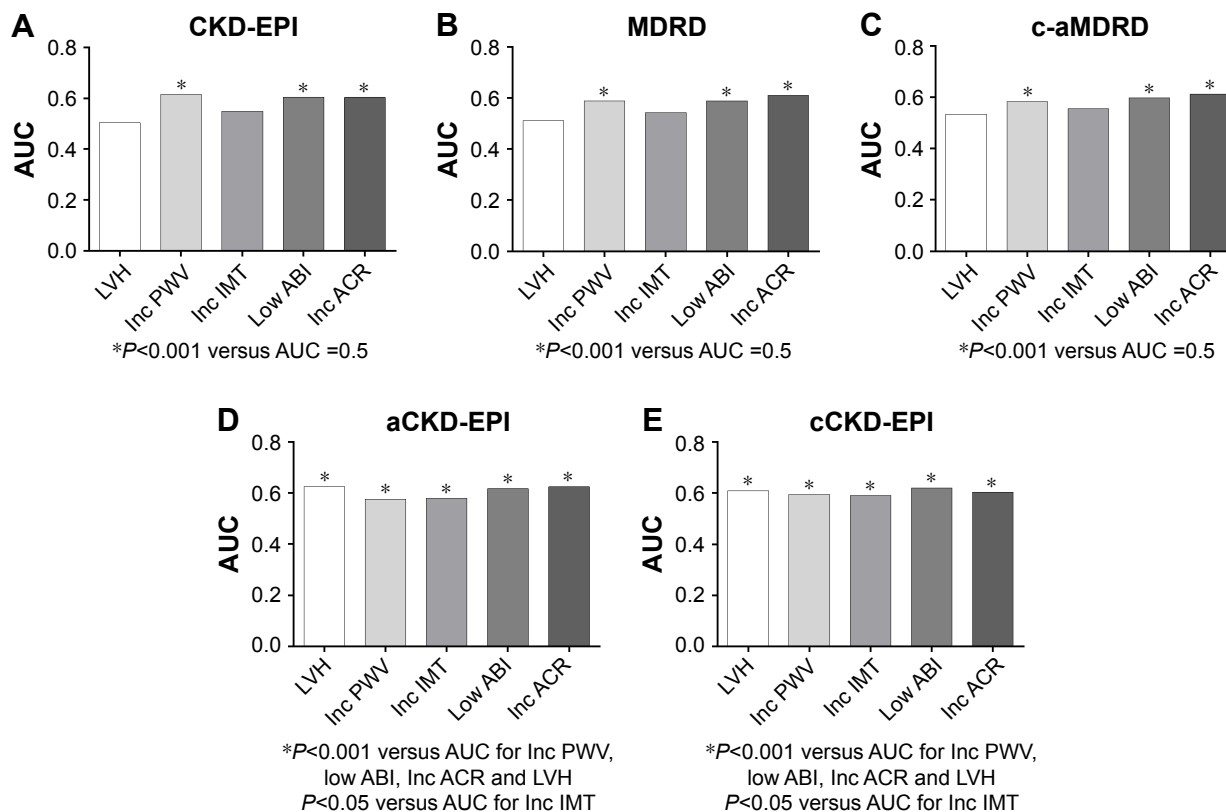 A
CKD-EPI
0.8
0.6
0.4
0.2
0.0
AUC
*
*
*
LVH
Inc PWV
Inc IMT
Low ABI
Inc ACR
*P<0.001 versus AUC =0.5
B
MDRD
0.8
0.6
0.4
0.2
0.0
AUC
*
*
*
LVH
Inc PWV
Inc IMT
Low ABI
Inc ACR
*P<0.001 versus AUC =0.5
C
c-aMDRD
0.8
0.6
0.4
0.2
0.0
AUC
*
*
*
LVH
Inc PWV
Inc IMT
Low ABI
Inc ACR
*P<0.001 versus AUC =0.5
D
aCKD-EPI
0.8
0.6
0.4
0.2
0.0
AUC
*
*
*
*
*
LVH
Inc PWV
Inc IMT
Low ABI
Inc ACR
*P<0.001 versus AUC for Inc PWV,
low ABI, Inc ACR and LVH
P<0.05 versus AUC for Inc IMT
E
cCKD-EPI
0.8
0.6
0.4
0.2
0.0
AUC
*
*
*
*
*
LVH
Inc PWV
Inc IMT
Low ABI
Inc ACR
*P<0.001 versus AUC for Inc PWV,
low ABI, Inc ACR and LVH
P<0.05 versus AUC for Inc IMT